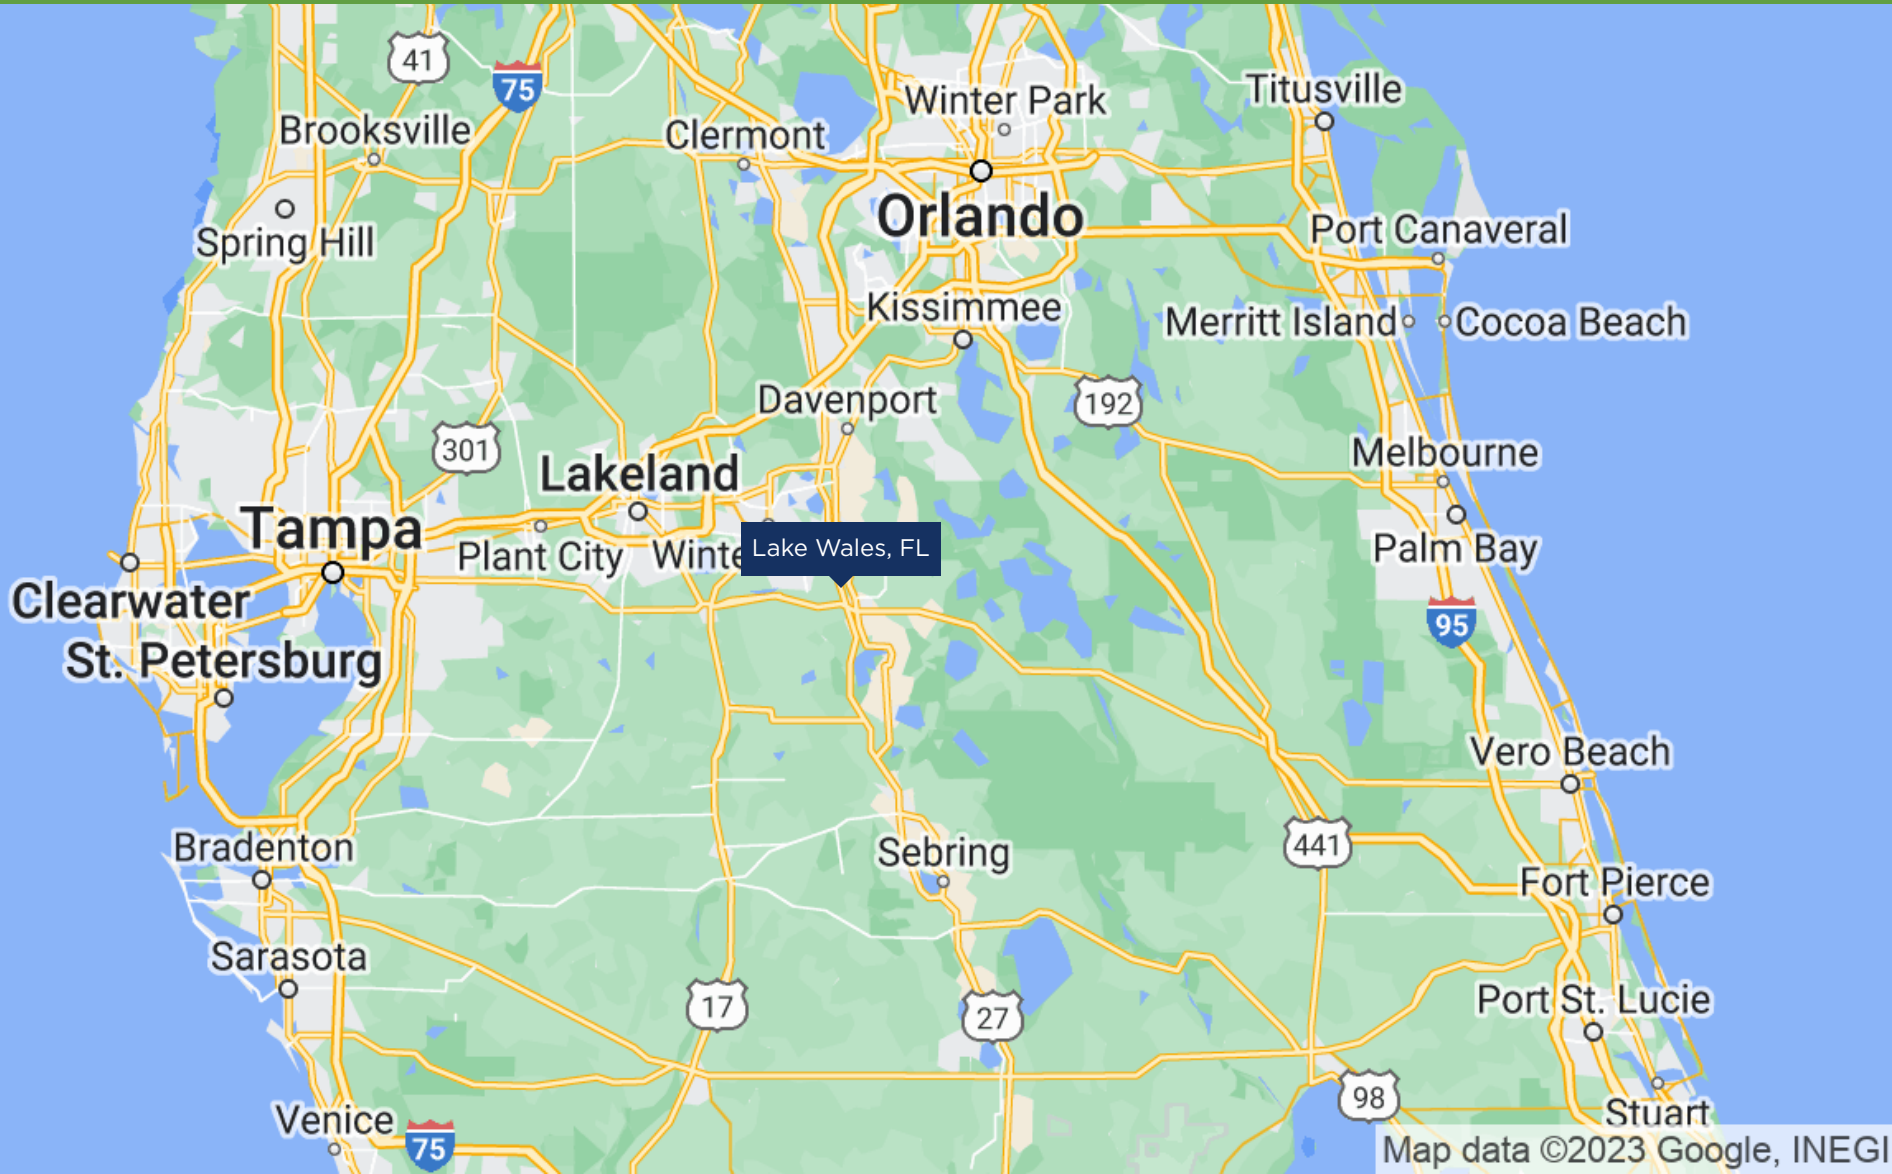 41
75
Winter Park
Titusville
Brooksville
Clermont
Orlando
Spring Hill
Port Canaveral
Kissimmee
Merritt Island
Cocoa Beach
Davenport
192
301
Lakeland
Melbourne
Tampa
Plant City
Lake Wales, FL
Palm Bay
Clearwater
95
St. Petersburg
Vero Beach
Bradenton
Sebring
441
Fort Pierce
Sarasota
17
27
Port St. Lucie
98
Venice
75
Stuart
Map data ©2023 Google, INEGI